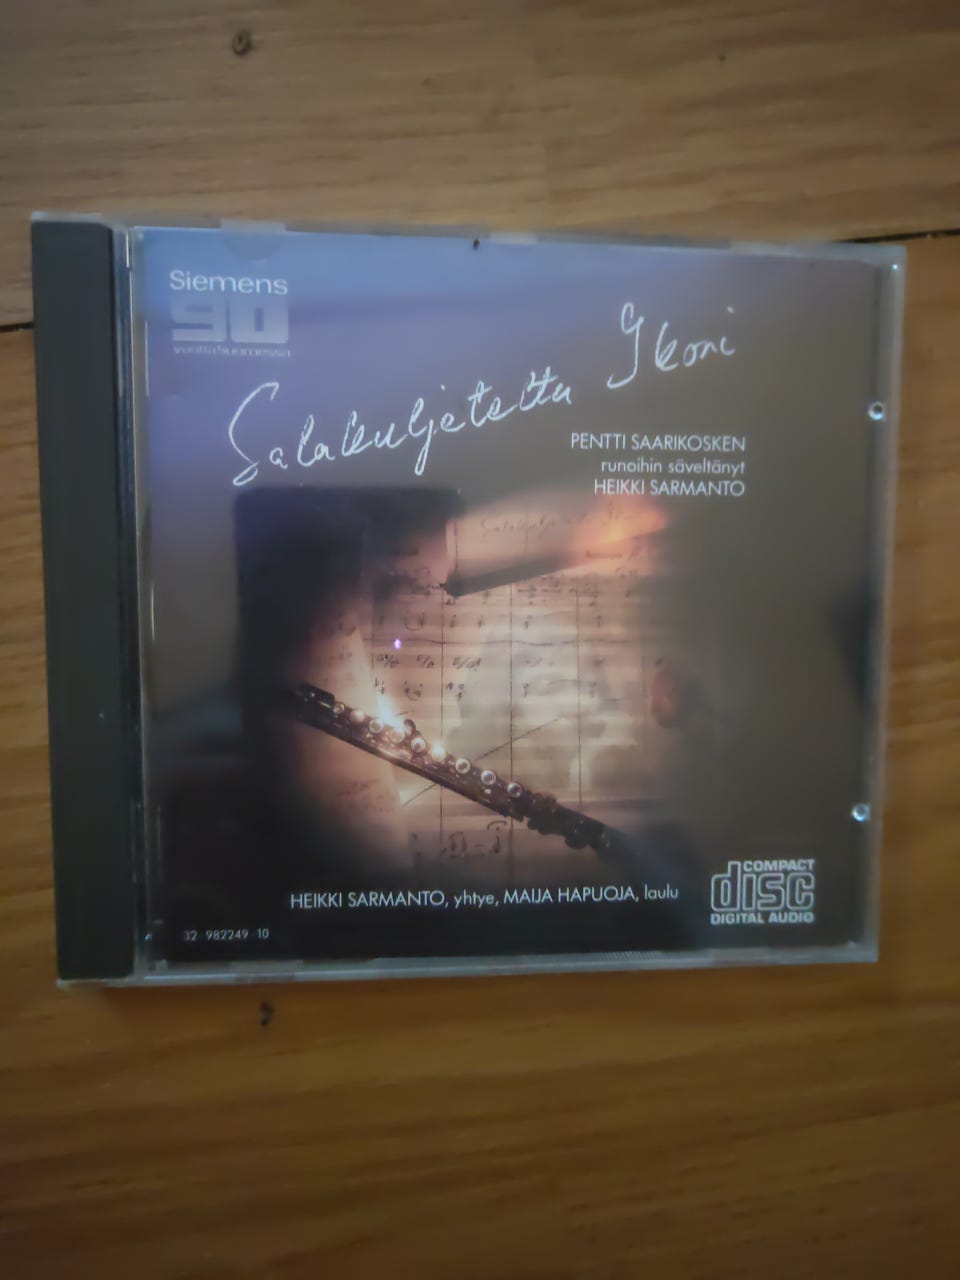 Siemens
90
vuotta Suomessa
Salakuljetettu Ikoni
PENTTI SAARIKOSKEN
runoihin säveltänyt
HEIKKI SARMANTO
HEIKKI SARMANTO, yhtye, MAIJA HAPUOJA, laulu
COMPACT
disc
DIGITAL AUDIO
32 982249 10